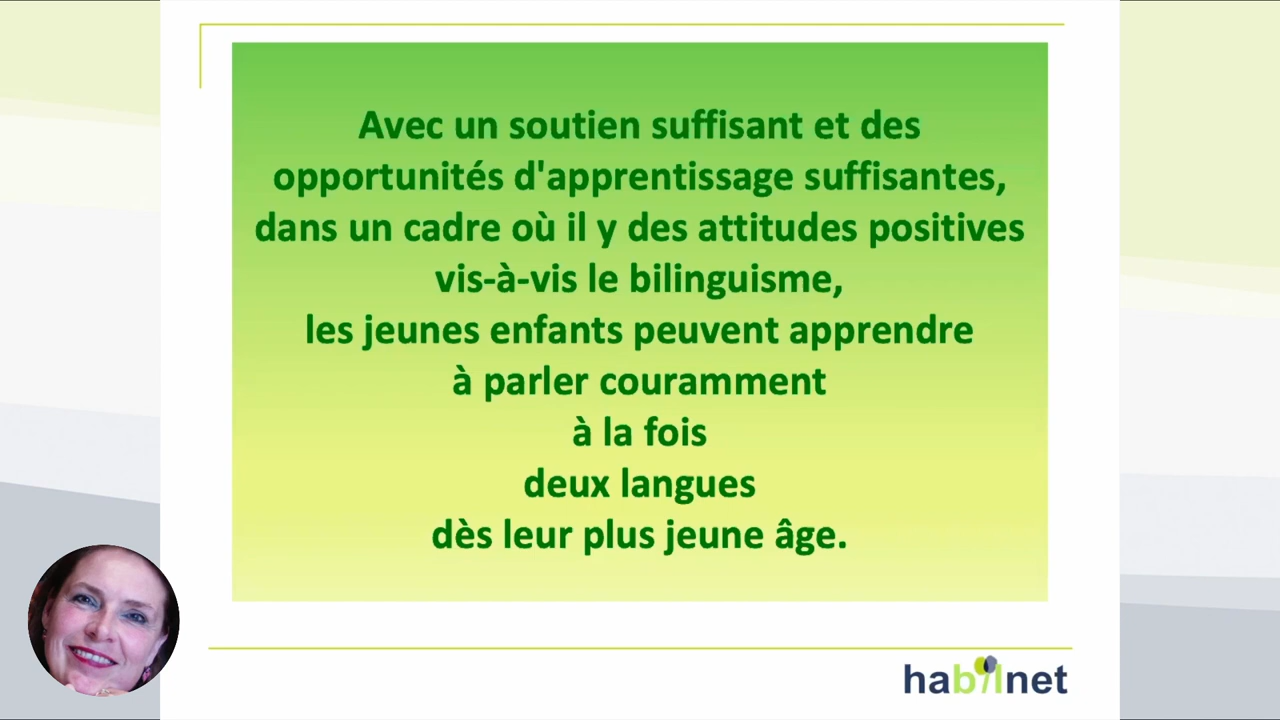 Avec un soutien suffisant et des
opportunités d'apprentissage suffisantes,
dans un cadre où il y des attitudes positives
vis-à-vis le bilinguisme,
les jeunes enfants peuvent apprendre
à parler couramment
à la fois
deux langues
dès leur plus jeune âge.
habilnet